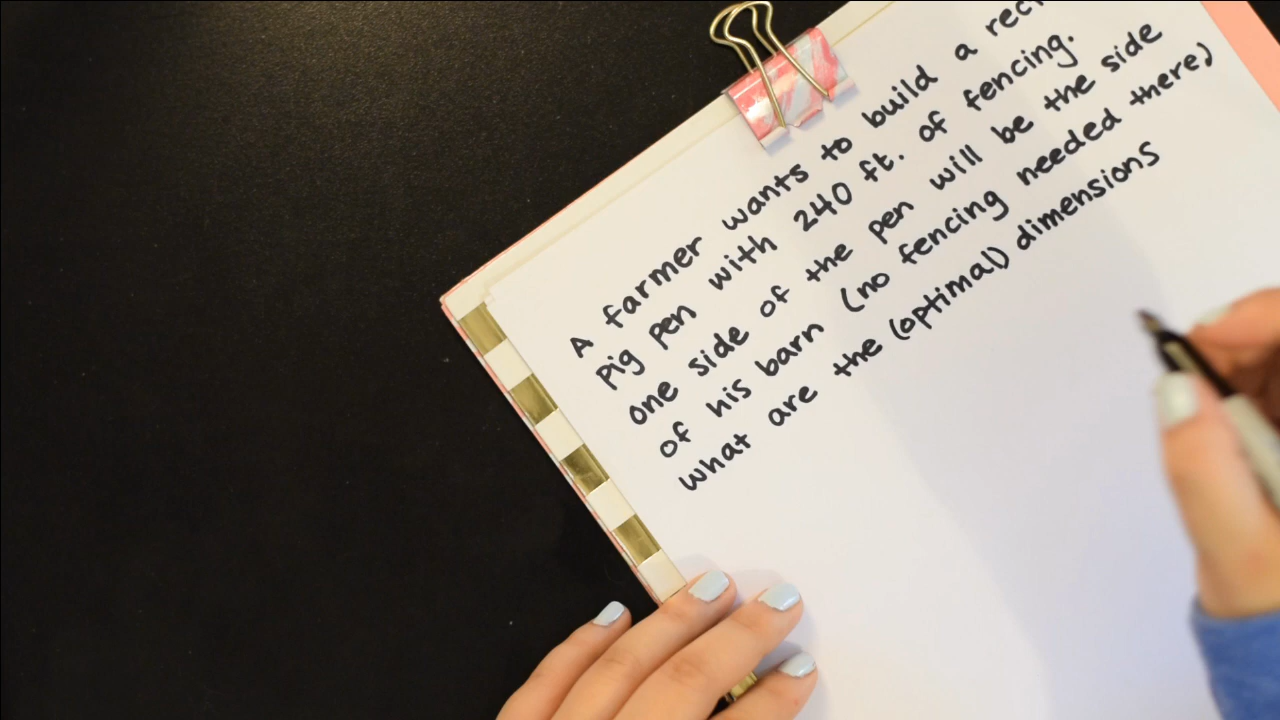 A farmer wants to build a
Pig pen with 240 ft. of fencing.
one side of the pen will be the side
of his barn (no fencing needed there)
what are the (optimal) dimensions